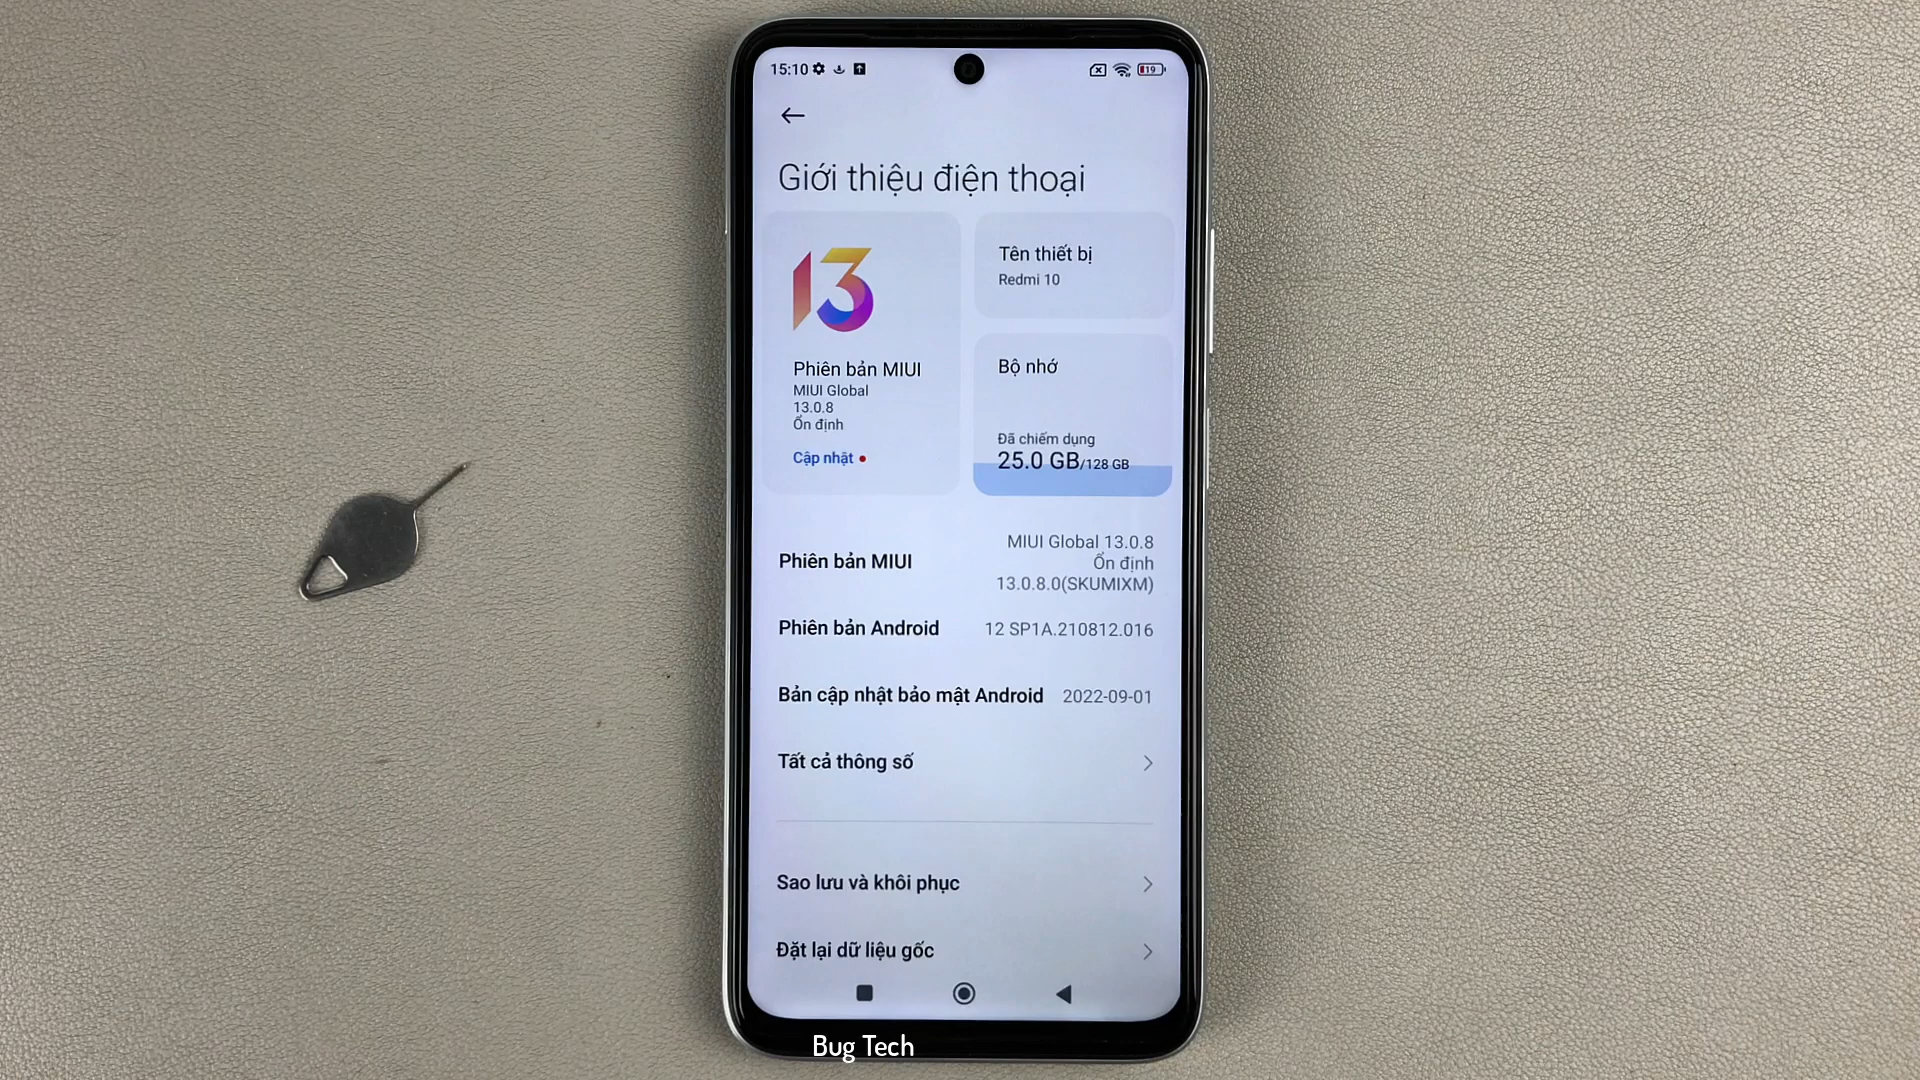 15:10
19
Giới thiệu điện thoại
13
Phiên bản MIUI
MIUI Global
13.0.8
Ổn định
Cập nhật
Tên thiết bị
Redmi 10
Bộ nhớ
Đã chiếm dụng
25.0 GB/128 GB
Phiên bản MIUI
MIUI Global 13.0.8
Ổn định
13.0.8.0(SKUMIXM)
Phiên bản Android
12 SP1A.210812.016
Bản cập nhật bảo mật Android
2022-09-01
Tất cả thông số
Sao lưu và khôi phục
Đặt lại dữ liệu gốc
Bug Tech